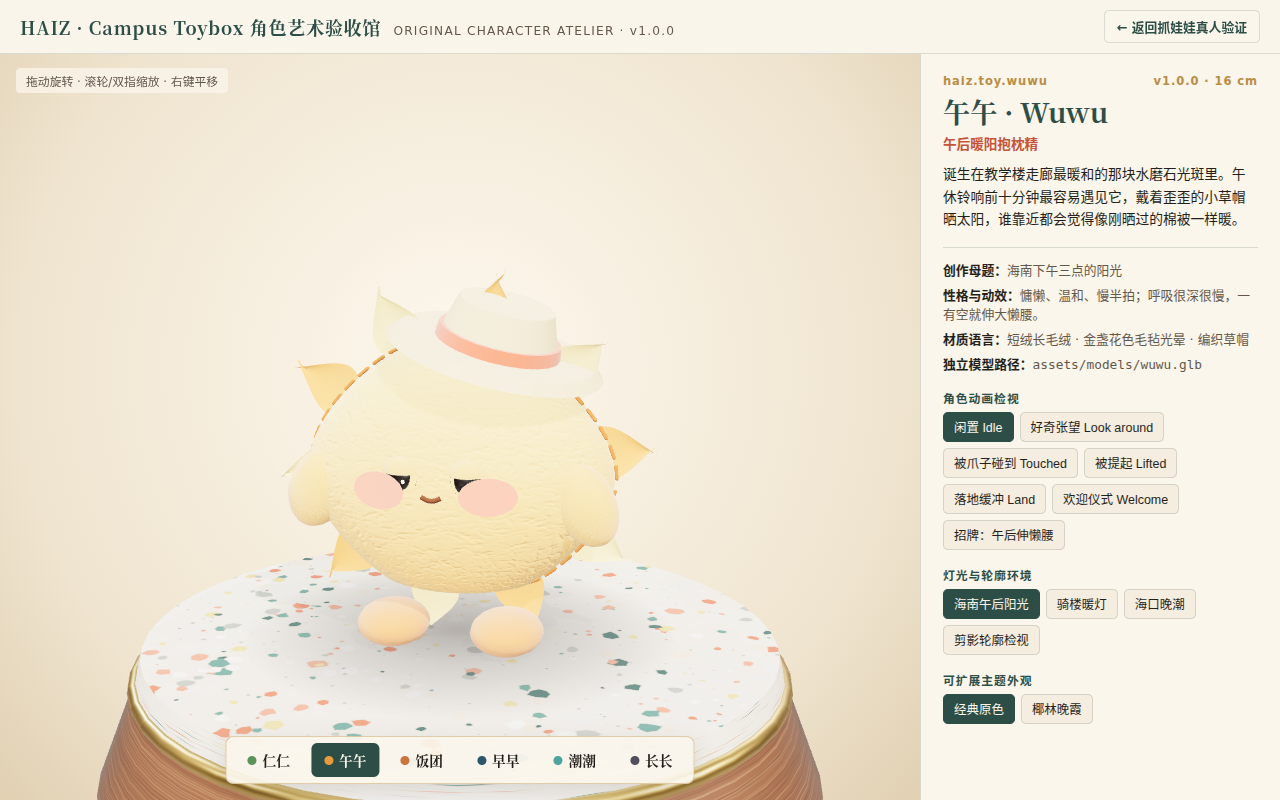 HAIZ · Campus Toybox 角色艺术验收馆 ORIGINAL CHARACTER ATELIER · v1.0.0
← 返回抓娃娃真人验证
拖动旋转 · 滚轮/双指缩放 · 右键平移
haiz.toy.wuwu v1.0.0 · 16 cm
午午 · Wuwu
午后暖阳抱枕精
诞生在教学楼走廊最暖和的那块水磨石光斑里。午
休铃响前十分钟最容易遇见它，戴着歪歪的小草帽
晒太阳，谁靠近都会觉得像刚晒过的棉被一样暖。
创作母题：海南下午三点的阳光
性格与动效：慵懒、温和、慢半拍；呼吸很深很慢，一
有空就伸大懒腰。
材质语言：短绒长毛绒 · 金盏花色毛毡光晕 · 编织草帽
独立模型路径：assets/models/wuwu.glb
角色动画检视
闲置 Idle 好奇张望 Look around
被爪子碰到 Touched 被提起 Lifted
落地缓冲 Land 欢迎仪式 Welcome
招牌：午后伸懒腰
灯光与轮廓环境
海南午后阳光 骑楼暖灯 海口晚潮
剪影轮廓检视
可扩展主题外观
经典原色 椰林晚霞
仁仁 午午 饭团 早早 潮潮 长长